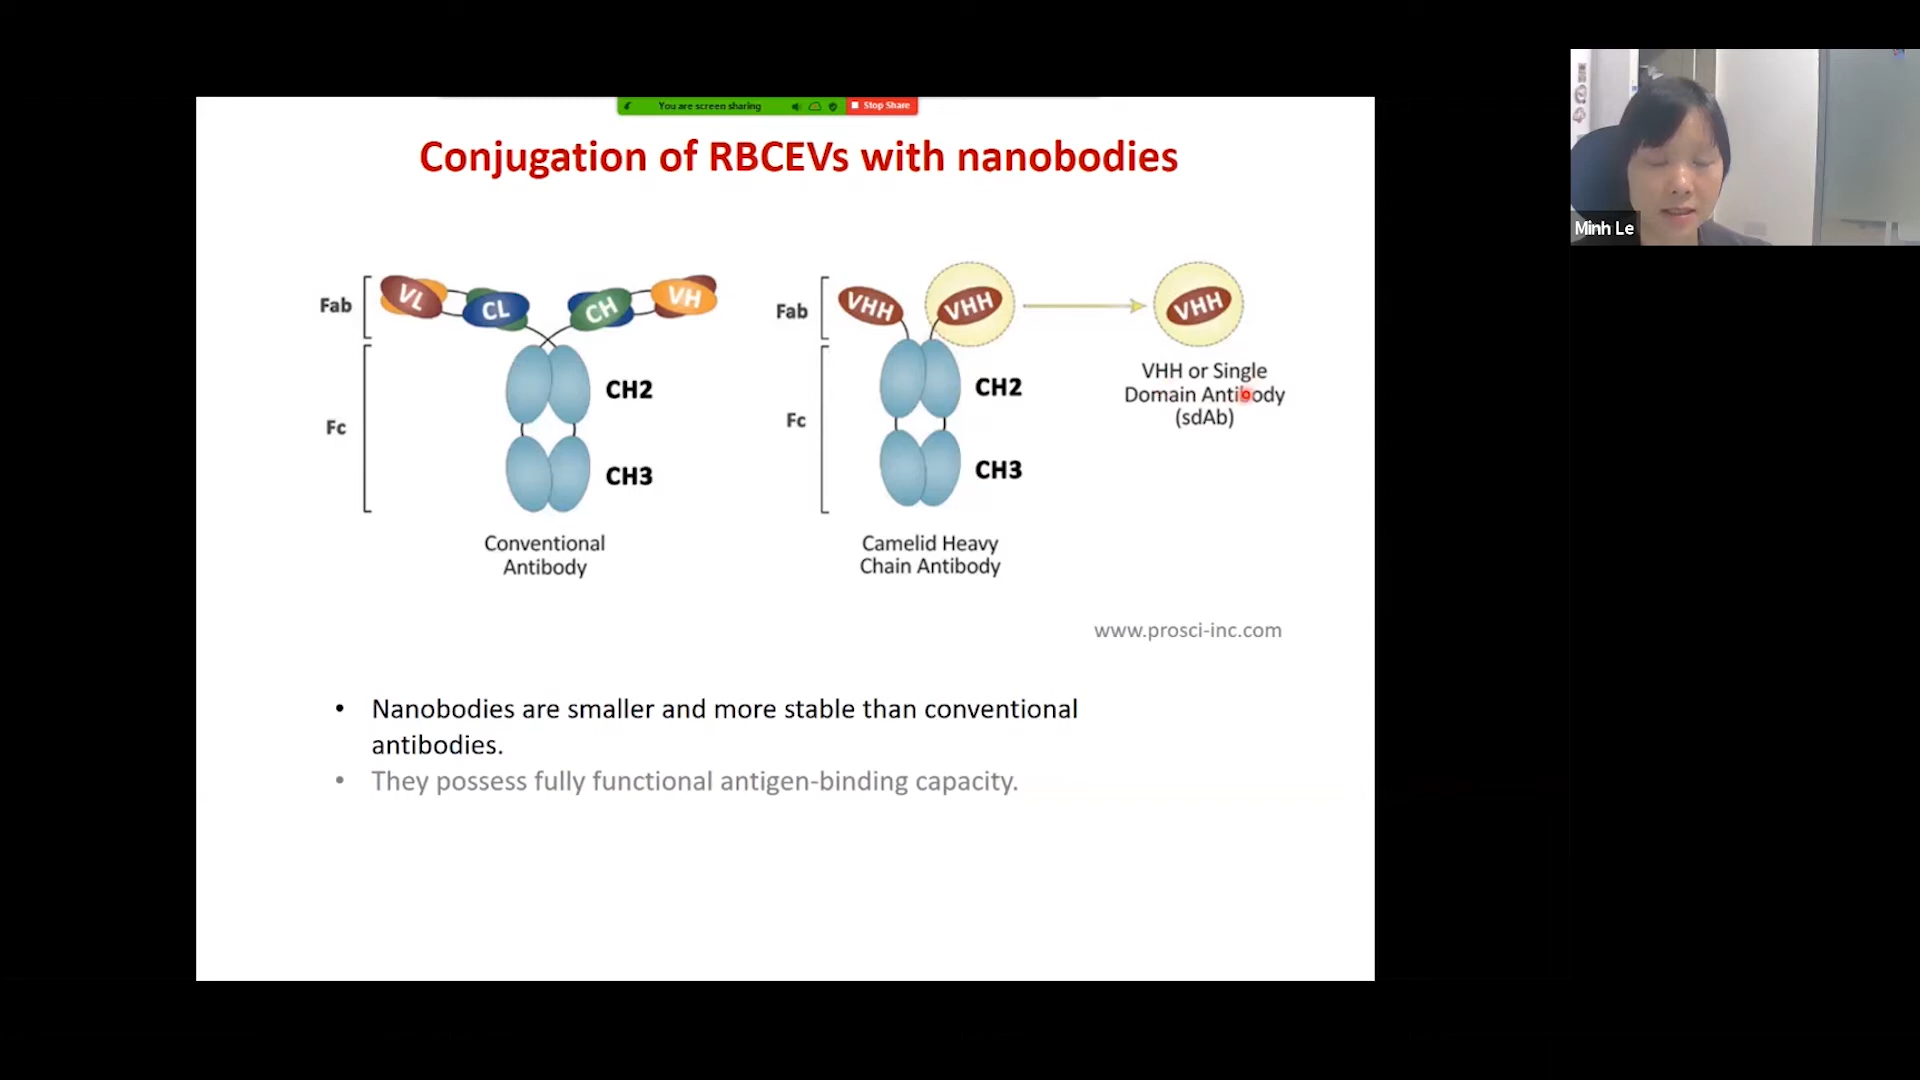 You are screen sharing
Stop Share
Conjugation of RBCEVs with nanobodies
Minh Le
Fab
VL
CL
CH
VH
Fc
CH2
CH3
Conventional
Antibody
Fab
VHH
VHH
Fc
CH2
CH3
Camelid Heavy
Chain Antibody
VHH
VHH or Single
Domain Antibody
(sdAb)
www.prosci-inc.com
• Nanobodies are smaller and more stable than conventional
antibodies.
• They possess fully functional antigen-binding capacity.